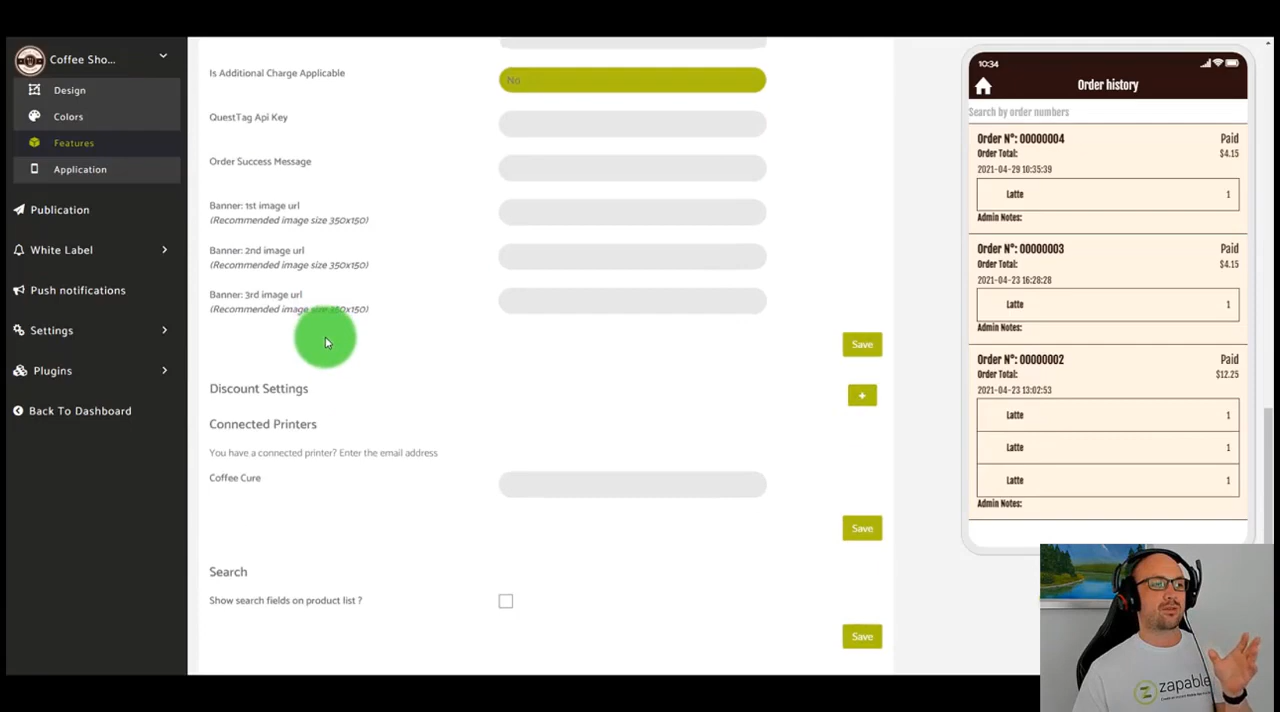 Coffee Sho...
Design
Colors
Features
Application
Publication
White Label
Push notifications
Settings
Plugins
Back To Dashboard
Is Additional Charge Applicable
No
QuestTag Api Key
Order Success Message
Banner: 1st image url
(Recommended image size 350x150)
Banner: 2nd image url
(Recommended image size 350x150)
Banner: 3rd image url
(Recommended image size 350x150)
Save
Discount Settings
+
Connected Printers
You have a connected printer? Enter the email address
Coffee Cure
Save
Search
Show search fields on product list ?
Save
10:34
Order history
Search by order numbers
Order N°: 00000004 Paid
Order Total: $4.15
2021-04-29 10:35:39
Latte 1
Admin Notes:
Order N°: 00000003 Paid
Order Total: $4.15
2021-04-23 16:28:28
Latte 1
Admin Notes:
Order N°: 00000002 Paid
Order Total: $12.25
2021-04-23 13:02:53
Latte 1
Latte 1
Latte 1
Admin Notes:
zapable